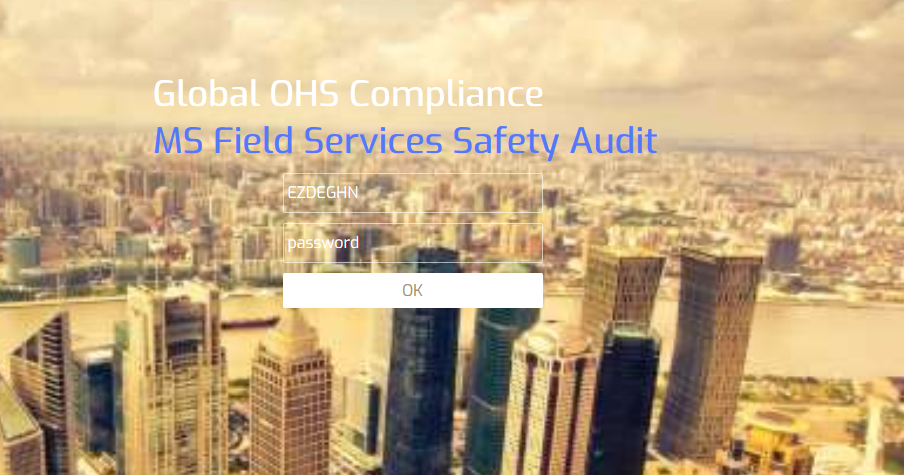 Global OHS Compliance
MS Field Services Safety Audit
EZDEGHN
password
OK